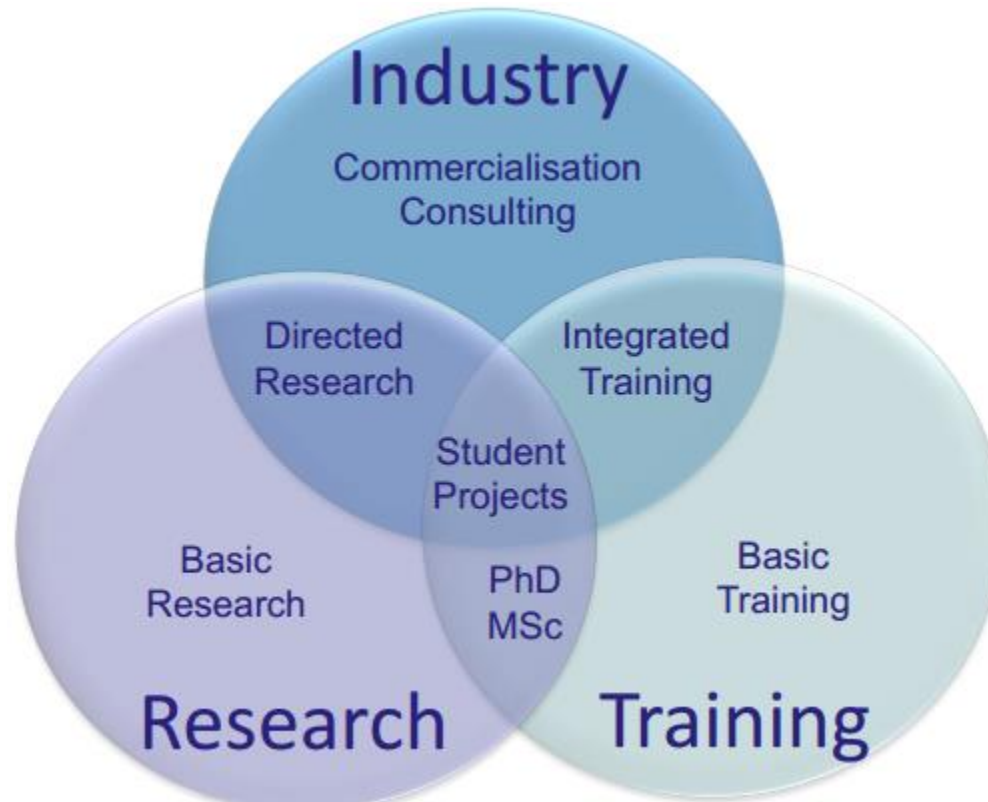 Industry
Commercialisation
Consulting
Directed
Research
Integrated
Training
Student
Projects
Basic
Research
PhD
MSc
Basic
Training
Research
Training